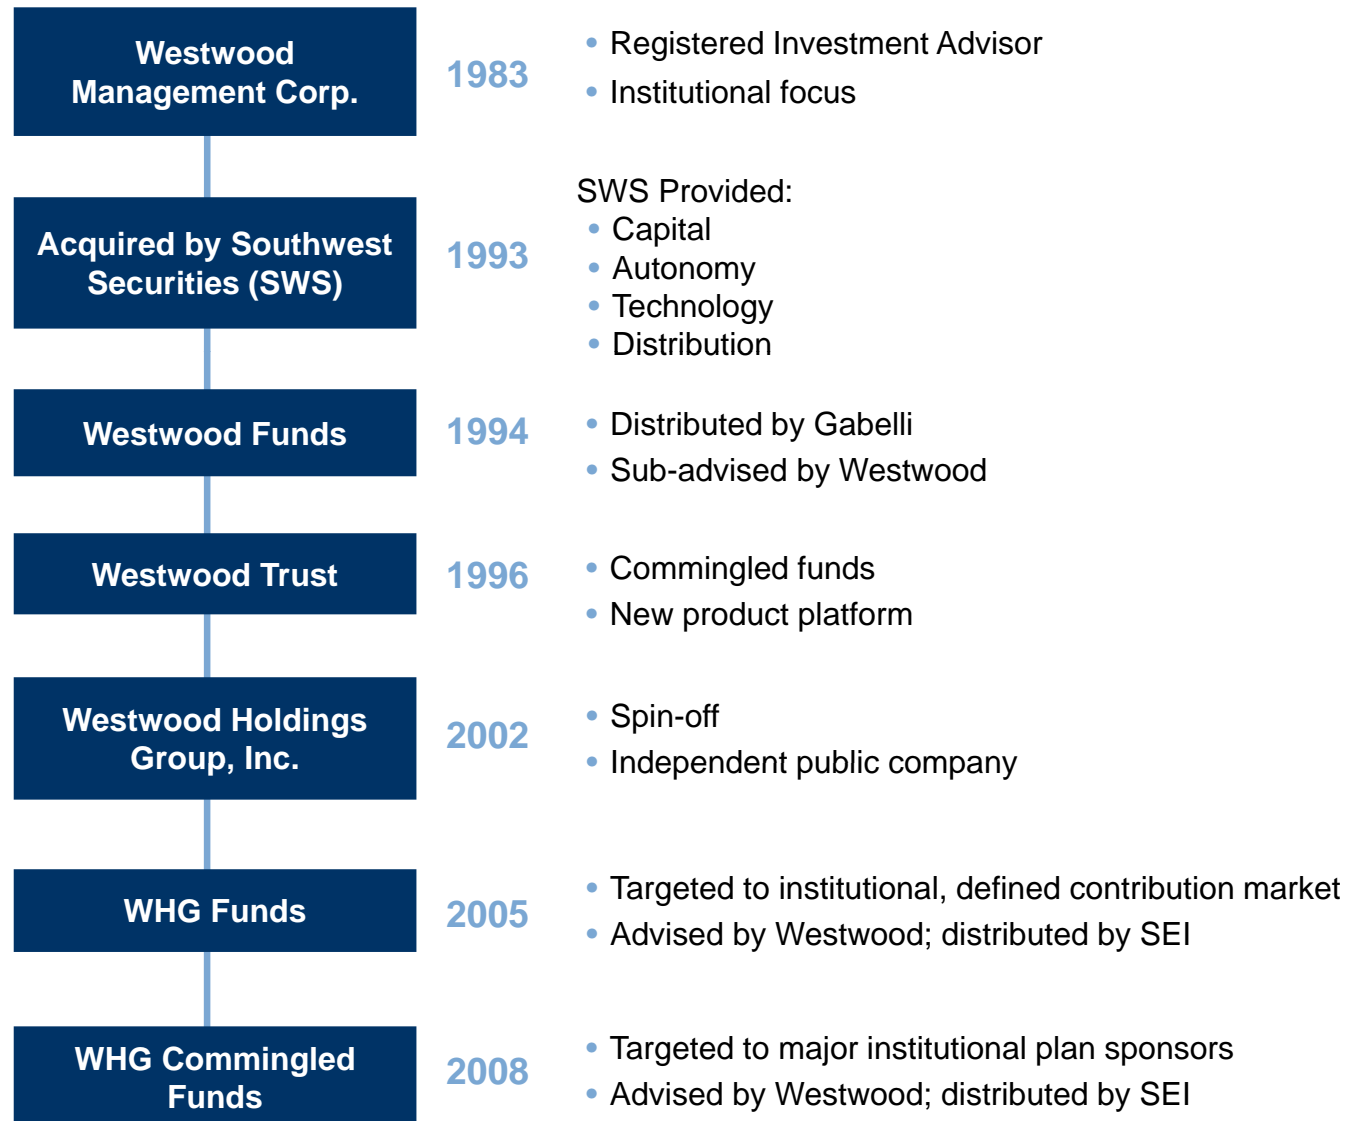 Westwood
Management Corp.
1983
• Registered Investment Advisor
• Institutional focus
Acquired by Southwest
Securities (SWS)
1993
SWS Provided:
• Capital
• Autonomy
• Technology
• Distribution
Westwood Funds
1994
• Distributed by Gabelli
• Sub-advised by Westwood
Westwood Trust
1996
• Commingled funds
• New product platform
Westwood Holdings
Group, Inc.
2002
• Spin-off
• Independent public company
WHG Funds
2005
• Targeted to institutional, defined contribution market
• Advised by Westwood; distributed by SEI
WHG Commingled
Funds
2008
• Targeted to major institutional plan sponsors
• Advised by Westwood; distributed by SEI